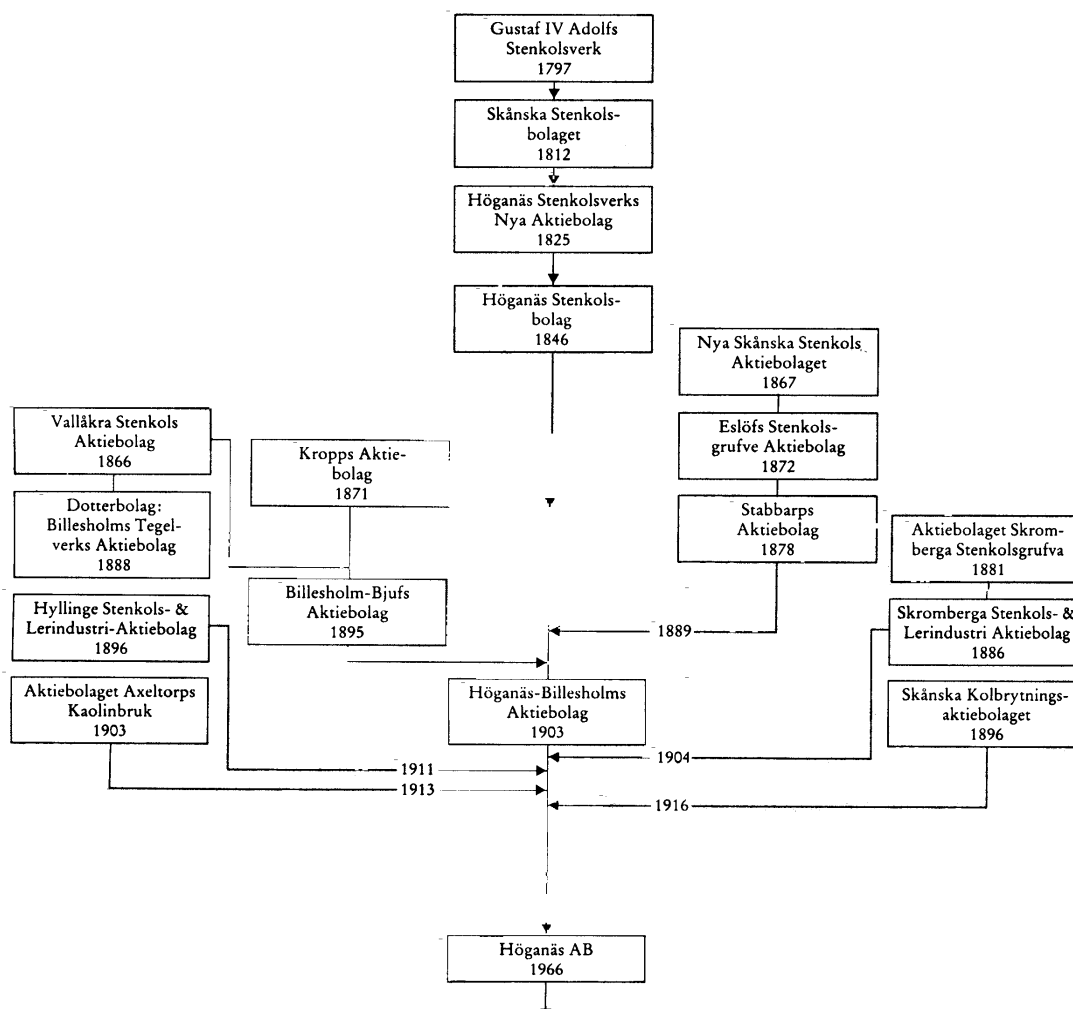 Gustaf IV Adolfs
Stenkolsverk
1797
Skånska Stenkols-
bolaget
1812
Höganäs Stenkolsverks
Nya Aktiebolag
1825
Höganäs Stenkols-
bolag
1846
Nya Skånska Stenkols
Aktiebolaget
1867
Vallåkra Stenkols
Aktiebolag
1866
Eslöfs Stenkols-
grufve Aktiebolag
1872
Kropps Aktie-
bolag
1871
Dotterbolag:
Billesholms Tegel-
verks Aktiebolag
1888
Stabbarps
Aktiebolag
1878
Aktiebolaget Skrom-
berga Stenkolsgrufva
1881
Billesholm-Bjufs
Aktiebolag
1895
Hyllinge Stenkols- &
Lerindustri-Aktiebolag
1896
1889
Skromberga Stenkols- &
Lerindustri Aktiebolag
1886
Aktiebolaget Axeltorps
Kaolinbruk
1903
Höganäs-Billesholms
Aktiebolag
1903
Skånska Kolbrytnings-
aktiebolaget
1896
1904
1911
1913
1916
Höganäs AB
1966